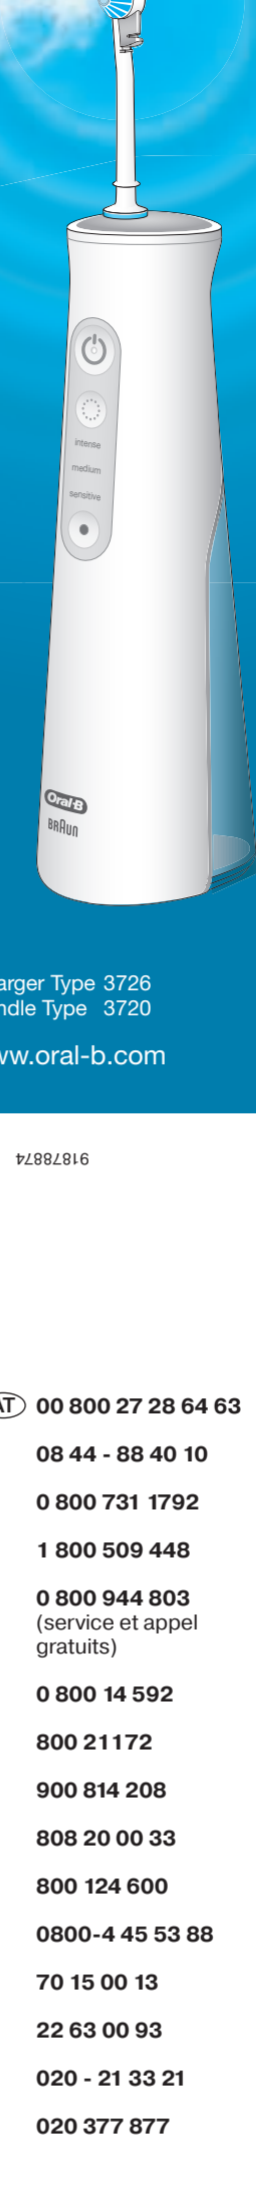 intense
medium
sensitive
Oral-B
BRAUN
arger Type 3726
ndle Type 3720
ww.oral-b.com
91878874
AT 00 800 27 28 64 63
08 44 - 88 40 10
0 800 731 1792
1 800 509 448
0 800 944 803
(service et appel
gratuits)
0 800 14 592
800 21172
900 814 208
808 20 00 33
800 124 600
0800-4 45 53 88
70 15 00 13
22 63 00 93
020 - 21 33 21
020 377 877